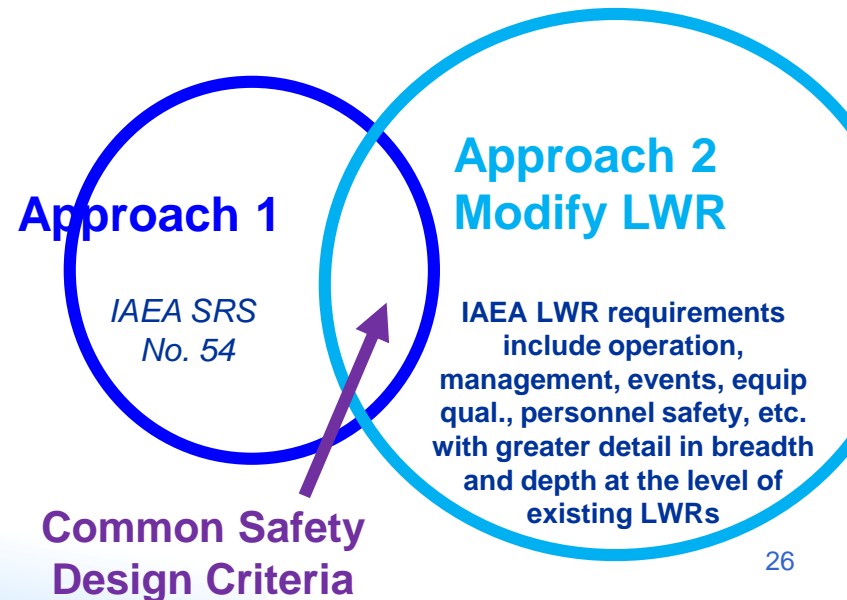 Approach 1
IAEA SRS
No. 54
Approach 2
Modify LWR
IAEA LWR requirements
include operation,
management, events, equip
qual., personnel safety, etc.
with greater detail in breadth
and depth at the level of
existing LWRs
Common Safety
Design Criteria
26